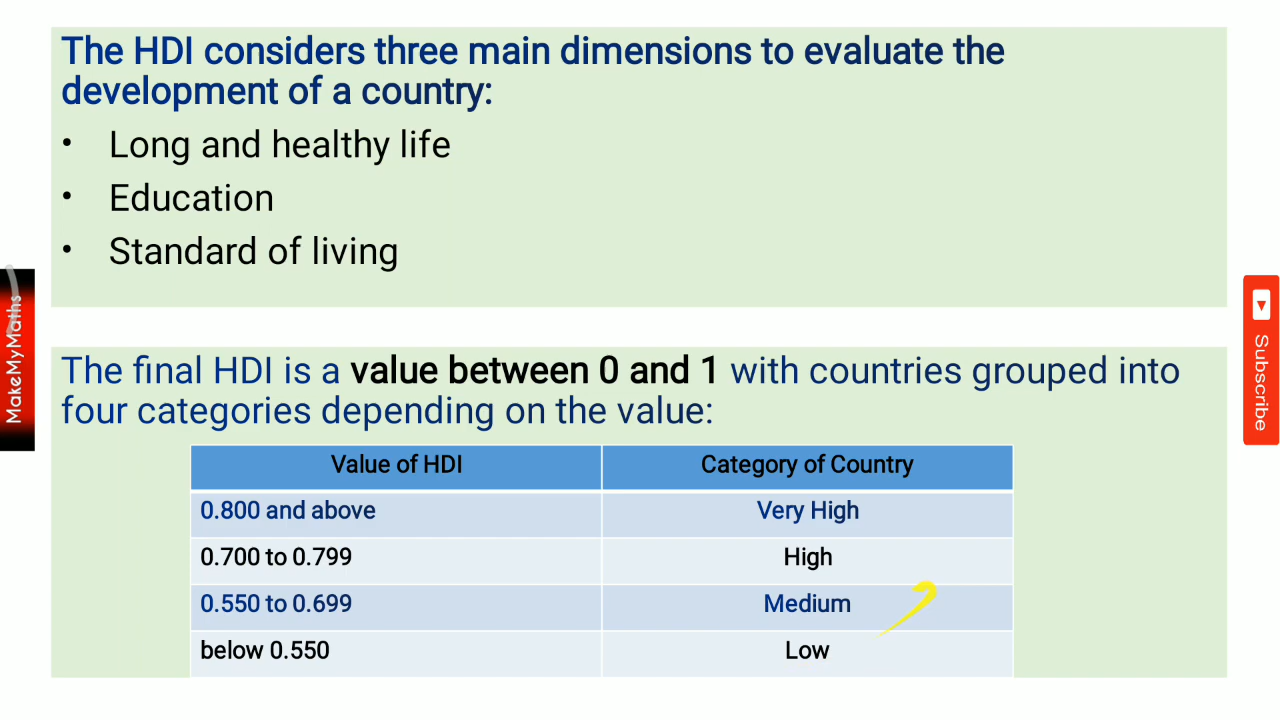 The HDI considers three main dimensions to evaluate the
development of a country:
• Long and healthy life
• Education
• Standard of living
MakeMyMaths
Subscribe
The final HDI is a value between 0 and 1 with countries grouped into
four categories depending on the value:
Value of HDI Category of Country
0.800 and above Very High
0.700 to 0.799 High
0.550 to 0.699 Medium
below 0.550 Low